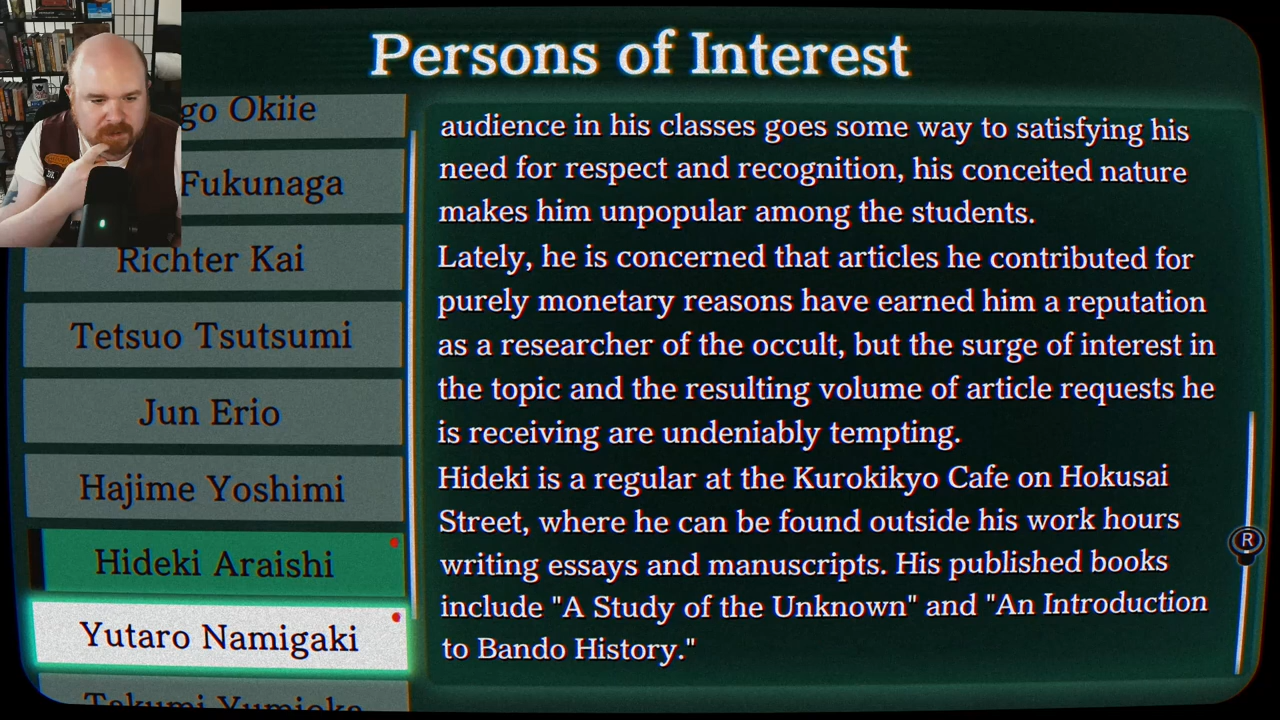 Persons of Interest
go Okiie
Fukunaga
Richter Kai
Tetsuo Tsutsumi
Jun Erio
Hajime Yoshimi
Hideki Araishi
Yutaro Namigaki
Takumi Yumioka
audience in his classes goes some way to satisfying his
need for respect and recognition, his conceited nature
makes him unpopular among the students.
Lately, he is concerned that articles he contributed for
purely monetary reasons have earned him a reputation
as a researcher of the occult, but the surge of interest in
the topic and the resulting volume of article requests he
is receiving are undeniably tempting.
Hideki is a regular at the Kurokikyo Cafe on Hokusai
Street, where he can be found outside his work hours
writing essays and manuscripts. His published books
include "A Study of the Unknown" and "An Introduction
to Bando History."
R